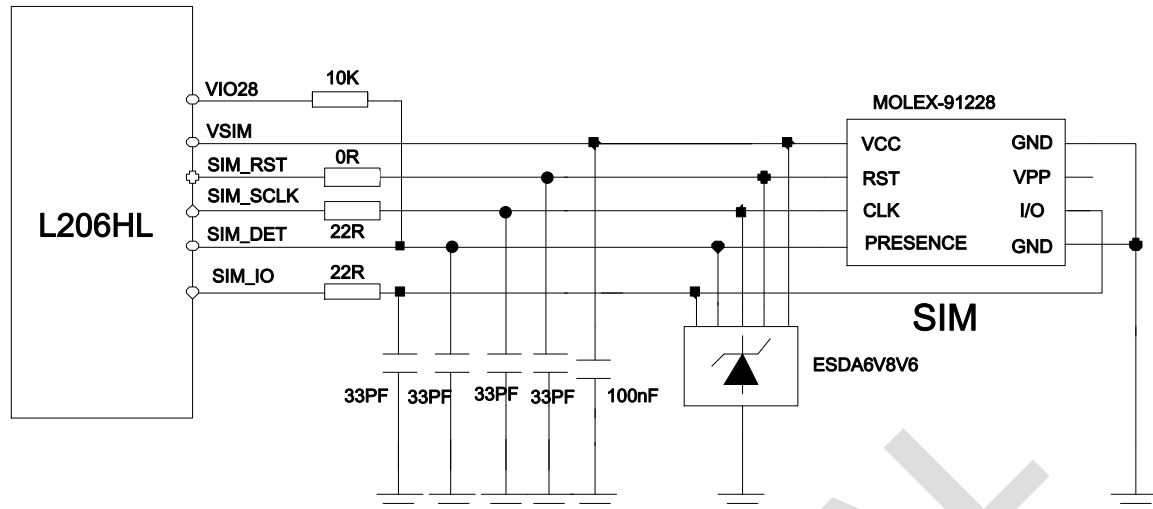 10K
VIO28
MOLEX-91228
VSIM
VCC
GND
SIM_RST
0R
RST
VPP
SIM_SCLK
CLK
I/O
L206HL
SIM_DET
22R
PRESENCE
GND
SIM_IO
22R
SIM
ESDA6V8V6
33PF
33PF
33PF
33PF
100nF